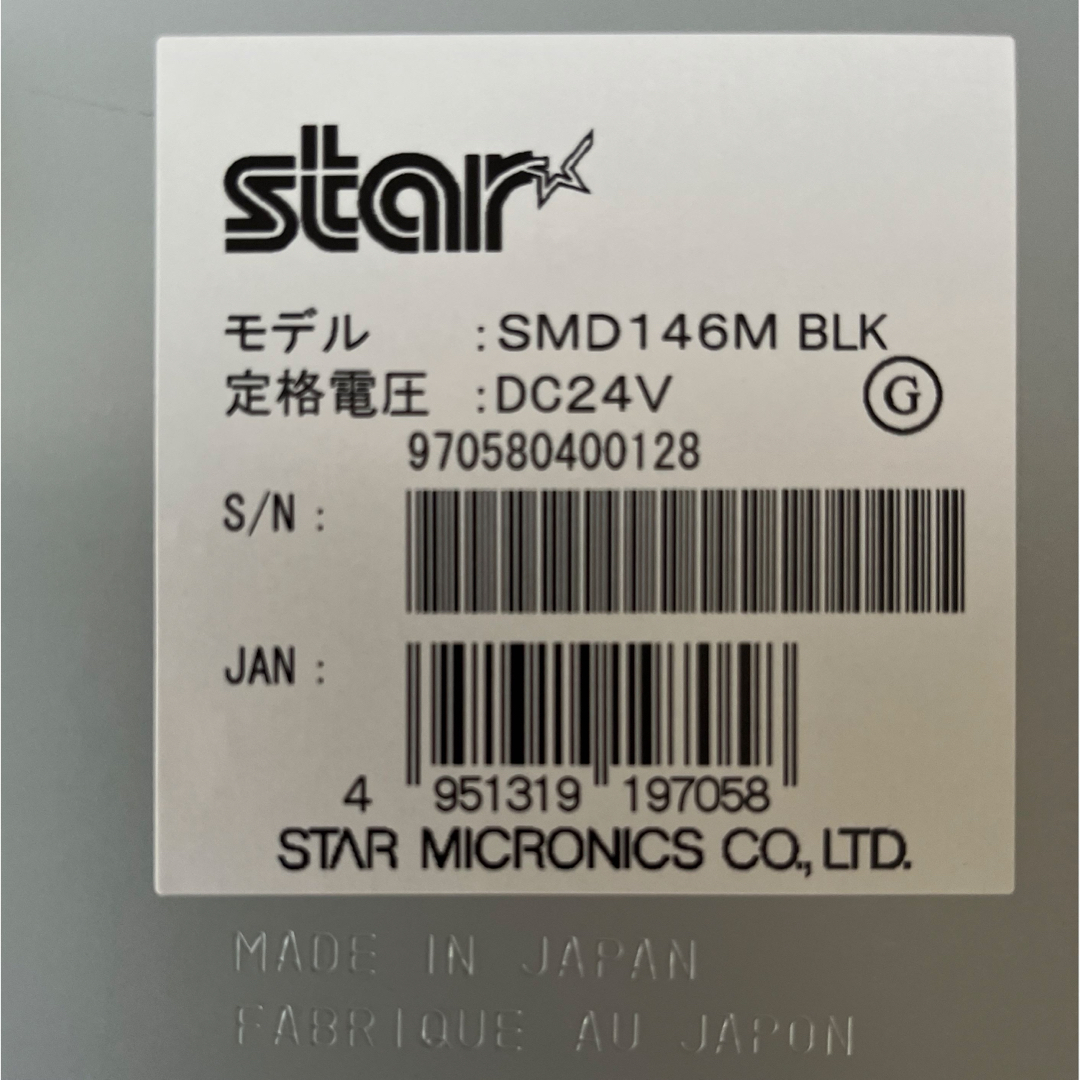 star
モデル :SMD146M BLK
定格電圧 :DC24V
G
970580400128
S/N :
JAN :
4 951319 197058
STAR MICRONICS CO., LTD.
MADE IN JAPAN
FABRIQUE AU JAPON